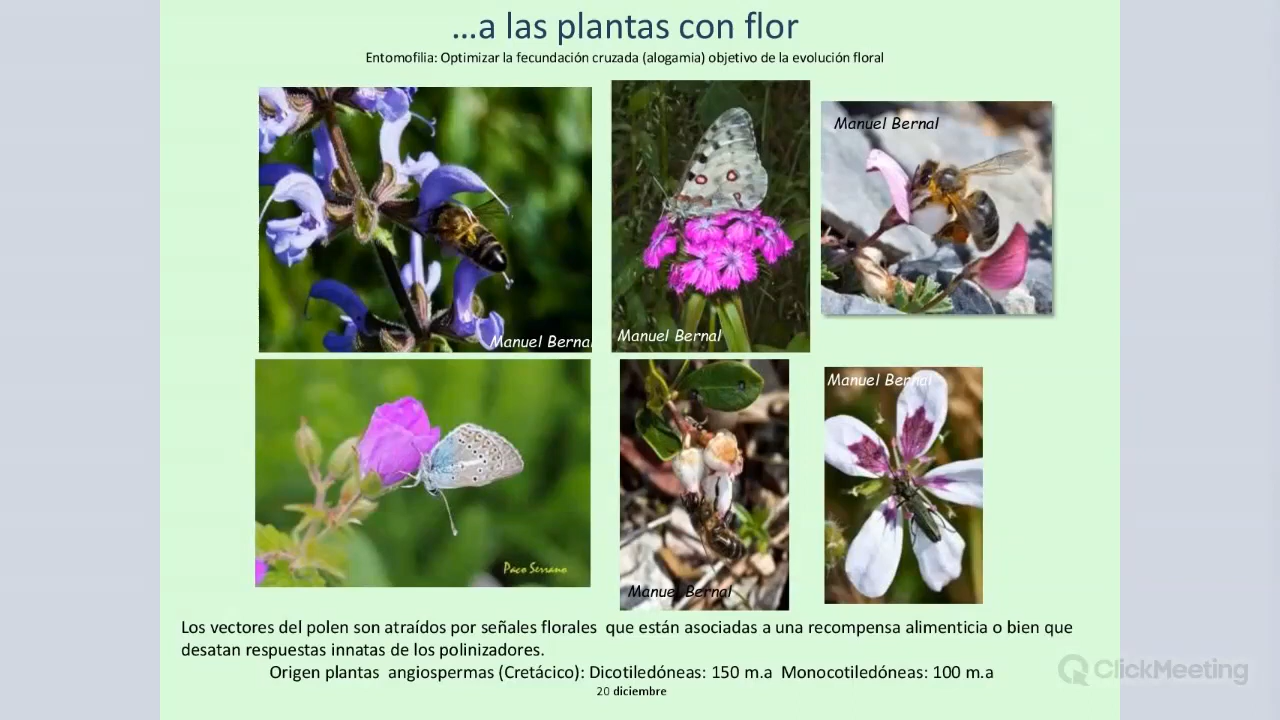 ...a las plantas con flor
Entomofilia: Optimizar la fecundación cruzada (alogamia) objetivo de la evolución floral
Manuel Bernal
Manuel Bernal
Manuel Berna
Manuel Bernal
Paco Serrano
Manuel Bernal
Manuel Bernal
Los vectores del polen son atraídos por señales florales que están asociadas a una recompensa alimenticia o bien que
desatan respuestas innatas de los polinizadores.
Origen plantas angiospermas (Cretácico): Dicotiledóneas: 150 m.a Monocotiledóneas: 100 m.a
20 diciembre
ClickMeeting